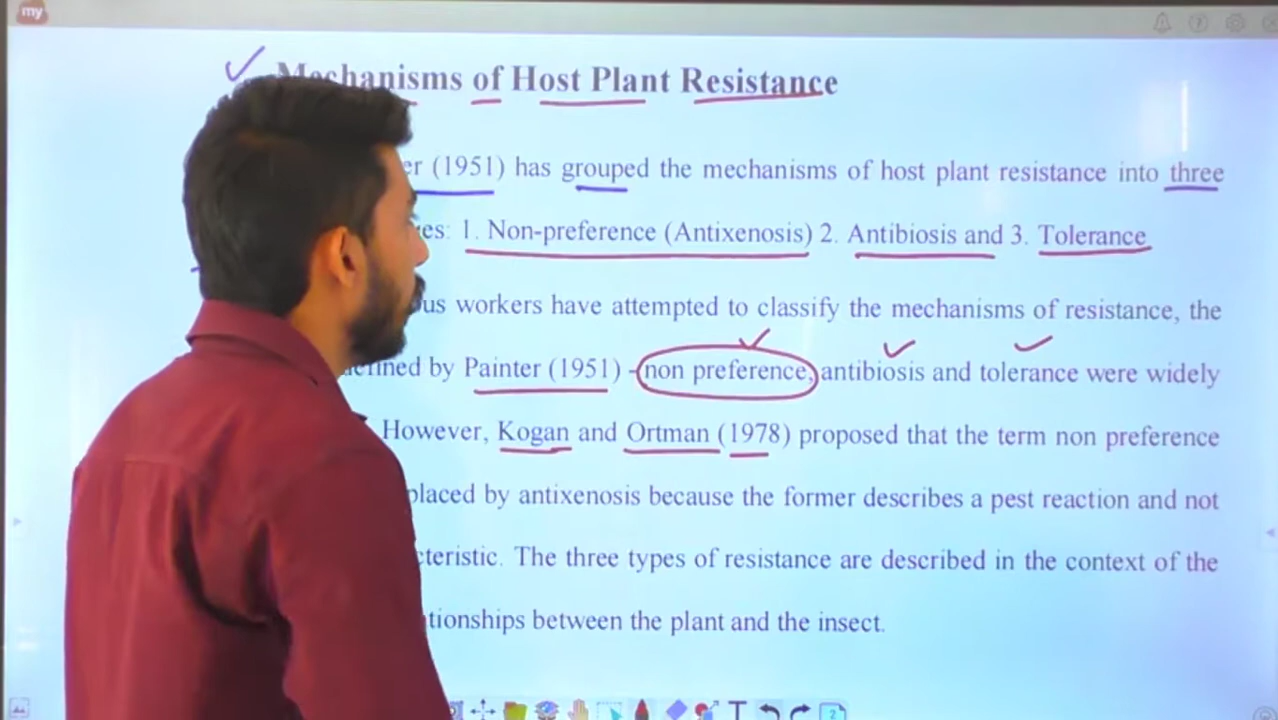 my
Mechanisms of Host Plant Resistance
er (1951) has grouped the mechanisms of host plant resistance into three
es: 1. Non-preference (Antixenosis) 2. Antibiosis and 3. Tolerance
us workers have attempted to classify the mechanisms of resistance, the
efined by Painter (1951) - non preference, antibiosis and tolerance were widely
However, Kogan and Ortman (1978) proposed that the term non preference
placed by antixenosis because the former describes a pest reaction and not
cteristic. The three types of resistance are described in the context of the
tionships between the plant and the insect.
T
2